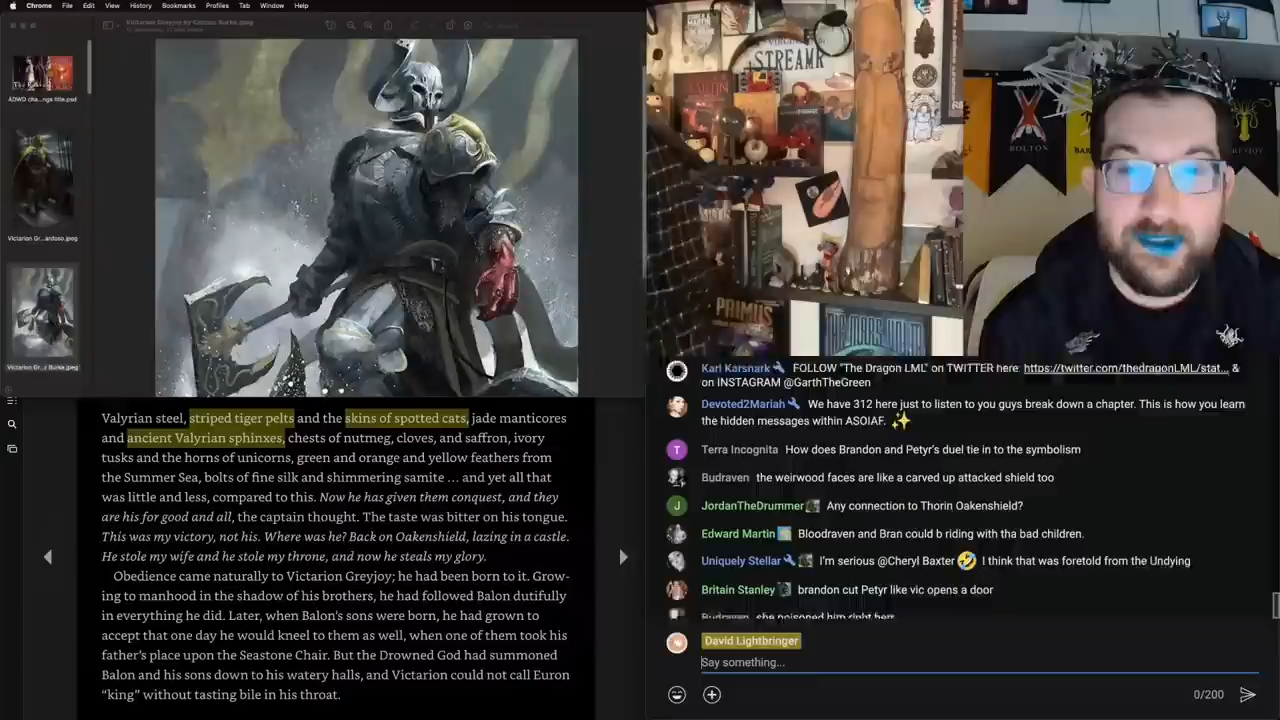 Chrome File Edit View History Bookmarks Profiles Tab Window Help
Victarion Greyjoy by Caolan Burke.jpeg
ADWD cha...ngs title.psd
Victarion Gr...ardoso.jpeg
Victarion Gr...z Burke.jpeg
STREAMR
MARTIN
PRIMUS
BOLTON
Valyrian steel, striped tiger pelts and the skins of spotted cats, jade manticores
and ancient Valyrian sphinxes, chests of nutmeg, cloves, and saffron, ivory
tusks and the horns of unicorns, green and orange and yellow feathers from
the Summer Sea, bolts of fine silk and shimmering samite … and yet all that
was little and less, compared to this. Now he has given them conquest, and they
are his for good and all, the captain thought. The taste was bitter on his tongue.
This was my victory, not his. Where was he? Back on Oakenshield, lazing in a castle.
He stole my wife and he stole my throne, and now he steals my glory.
Obedience came naturally to Victarion Greyjoy; he had been born to it. Grow-
ing to manhood in the shadow of his brothers, he had followed Balon dutifully
in everything he did. Later, when Balon's sons were born, he had grown to
accept that one day he would kneel to them as well, when one of them took his
father's place upon the Seastone Chair. But the Drowned God had summoned
Balon and his sons down to his watery halls, and Victarion could not call Euron
“king” without tasting bile in his throat.
Karl Karsnark FOLLOW "The Dragon LML" on TWITTER here: https://twitter.com/thedragonLML/stat... &
on INSTAGRAM @GarthTheGreen
Devoted2Mariah We have 312 here just to listen to you guys break down a chapter. This is how you learn
the hidden messages within ASOIAF.
T Terra Incognita How does Brandon and Petyr's duel tie in to the symbolism
Budraven the weirwood faces are like a carved up attacked shield too
J JordanTheDrummer Any connection to Thorin Oakenshield?
Edward Martin Bloodraven and Bran could b riding with tha bad children.
Uniquely Stellar I'm serious @Cheryl Baxter I think that was foretold from the Undying
Britain Stanley brandon cut Petyr like vic opens a door
Budraven she poisoned him right herr
David Lightbringer
Say something...
0/200